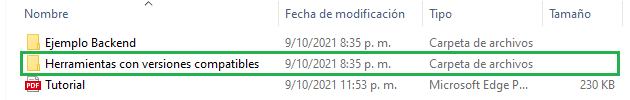 Nombre Fecha de modificación Tipo Tamaño
Ejemplo Backend 9/10/2021 8:35 p. m. Carpeta de archivos
Herramientas con versiones compatibles 9/10/2021 8:35 p. m. Carpeta de archivos
PDF Tutorial 9/10/2021 11:53 p. m. Microsoft Edge P... 230 KB